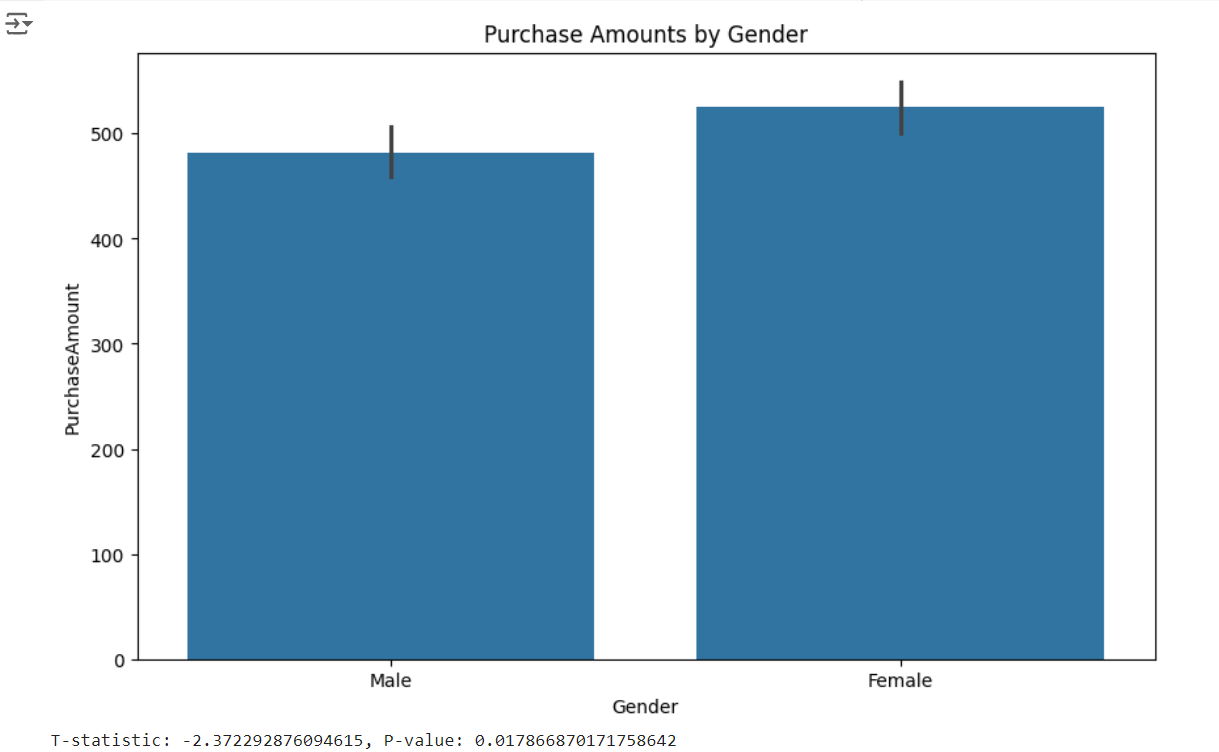 Purchase Amounts by Gender
500
400
300
200
100
0
PurchaseAmount
Male
Female
Gender
T-statistic: -2.372292876094615, P-value: 0.017866870171758642